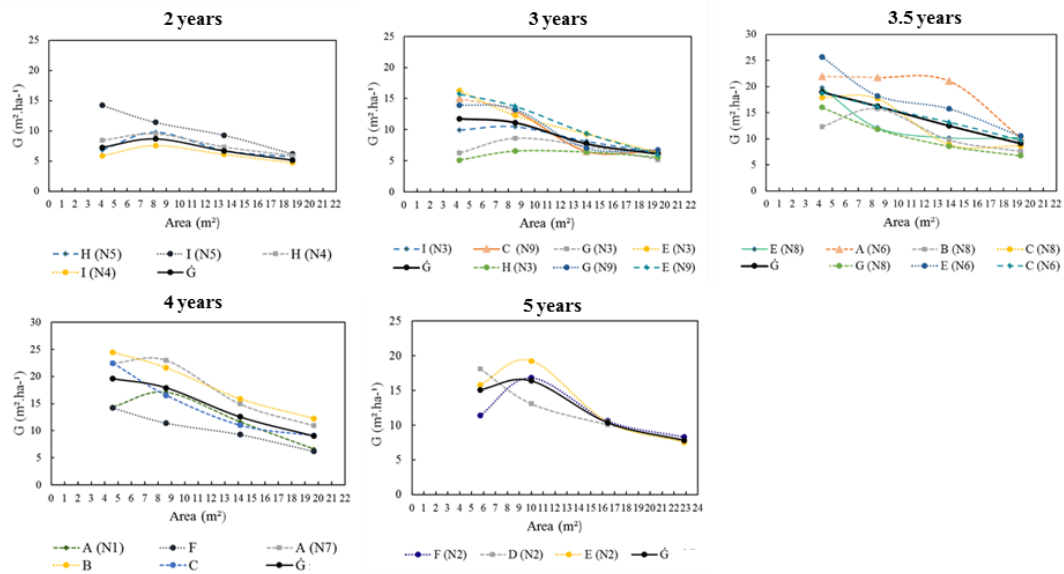 2 years
G (m².ha-¹)
25
20
15
10
5
0
0 1 2 3 4 5 6 7 8 9 10 11 12 13 14 15 16 17 18 19 20 21 22
Area (m²)
H (N5) I (N5) H (N4)
I (N4) Ġ
3 years
G (m².ha-¹)
25
20
15
10
5
0
0 1 2 3 4 5 6 7 8 9 10 11 12 13 14 15 16 17 18 19 20 21 22
Area (m²)
I (N3) C (N9) G (N3) E (N3)
Ġ H (N3) G (N9) E (N9)
3.5 years
G (m².ha-¹)
30
25
20
15
10
5
0
0 1 2 3 4 5 6 7 8 9 10 11 12 13 14 15 16 17 18 19 20 21 22
Area (m²)
E (N8) A (N6) B (N8) C (N8)
Ġ G (N8) E (N6) C (N6)
4 years
G (m².ha-¹)
30
25
20
15
10
5
0
0 1 2 3 4 5 6 7 8 9 10 11 12 13 14 15 16 17 18 19 20 21 22
Area (m²)
A (N1) F A (N7)
B C Ġ
5 years
G (m².ha-¹)
25
20
15
10
5
0
0 1 2 3 4 5 6 7 8 9 10 11 12 13 14 15 16 17 18 19 20 21 22 23 24
Area (m²)
F (N2) D (N2) E (N2) Ġ